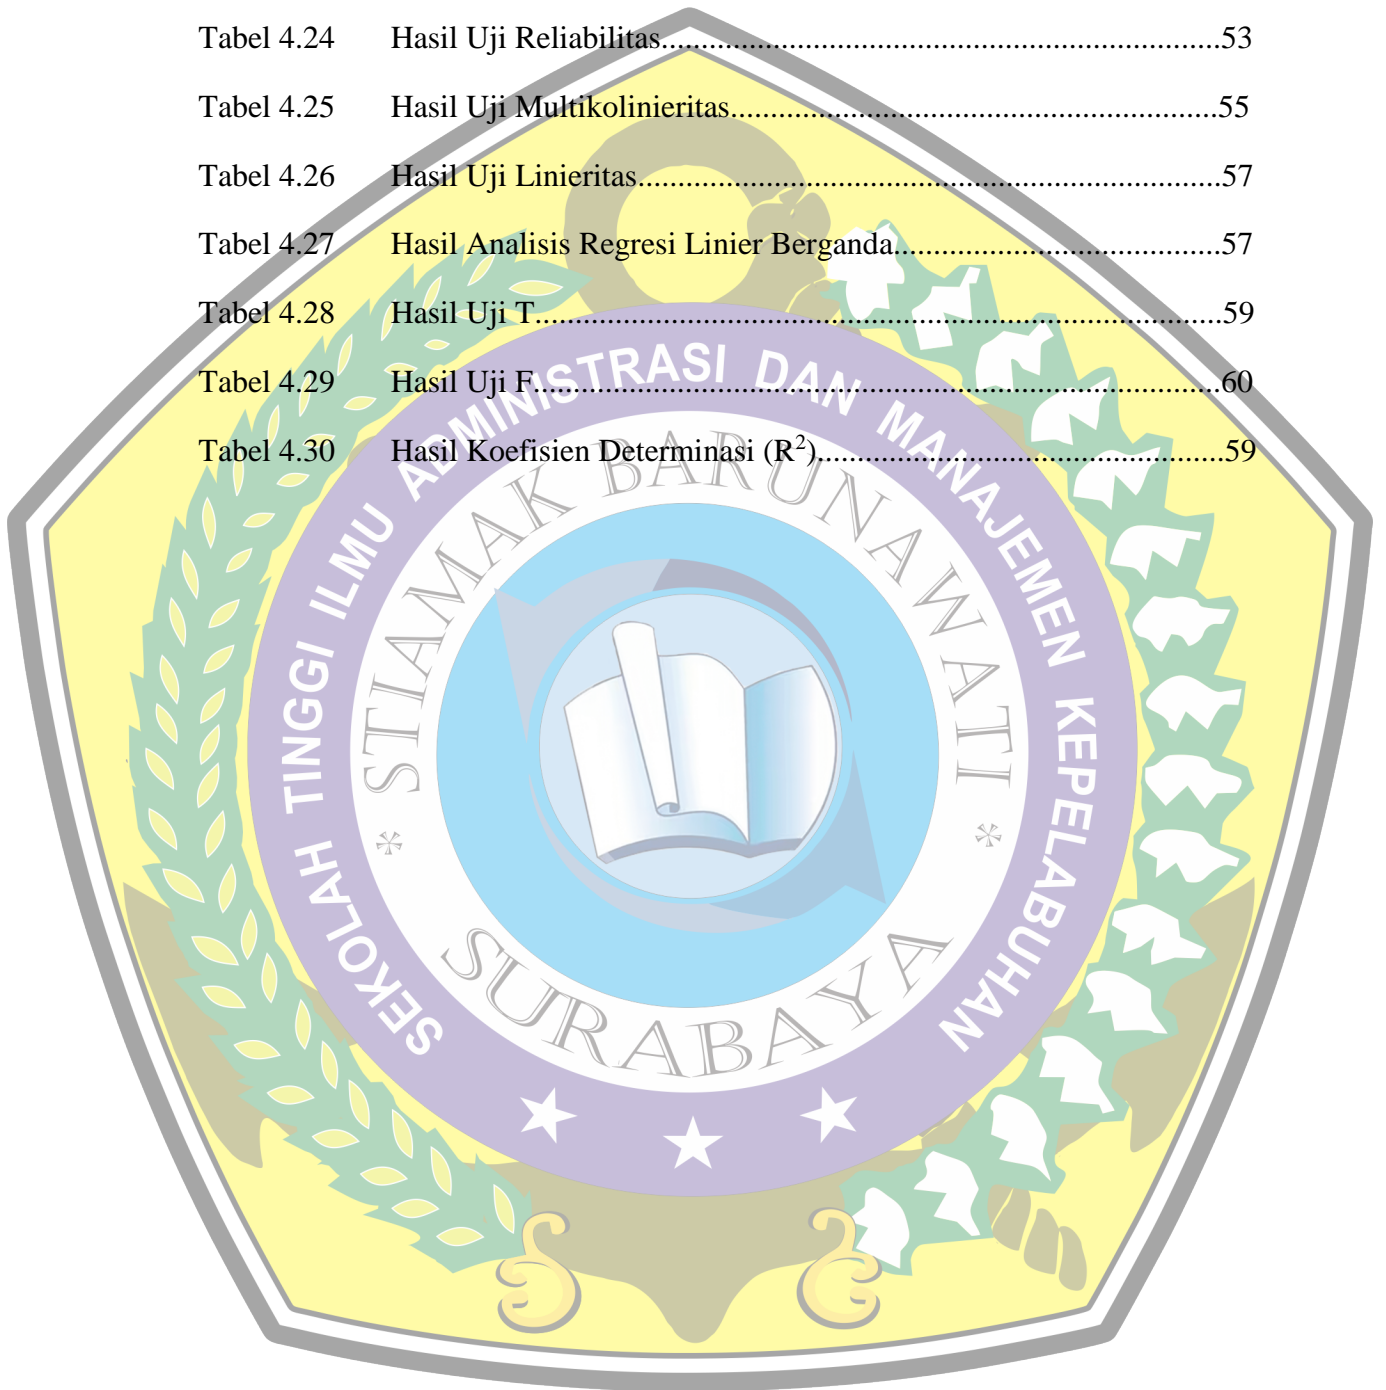 Tabel 4.24 Hasil Uji Reliabilitas......................................................................53
Tabel 4.25 Hasil Uji Multikolinieritas.............................................................55
Tabel 4.26 Hasil Uji Linieritas.........................................................................57
Tabel 4.27 Hasil Analisis Regresi Linier Berganda.........................................57
Tabel 4.28 Hasil Uji T......................................................................................59
Tabel 4.29 Hasil Uji F......................................................................................60
Tabel 4.30 Hasil Koefisien Determinasi (R²)...................................................59
SEKOLAH TINGGI ILMU ADMINISTRASI DAN MANAJEMEN KEPELABUHAN
STIAMAK BARUNAWATI
SURABAYA